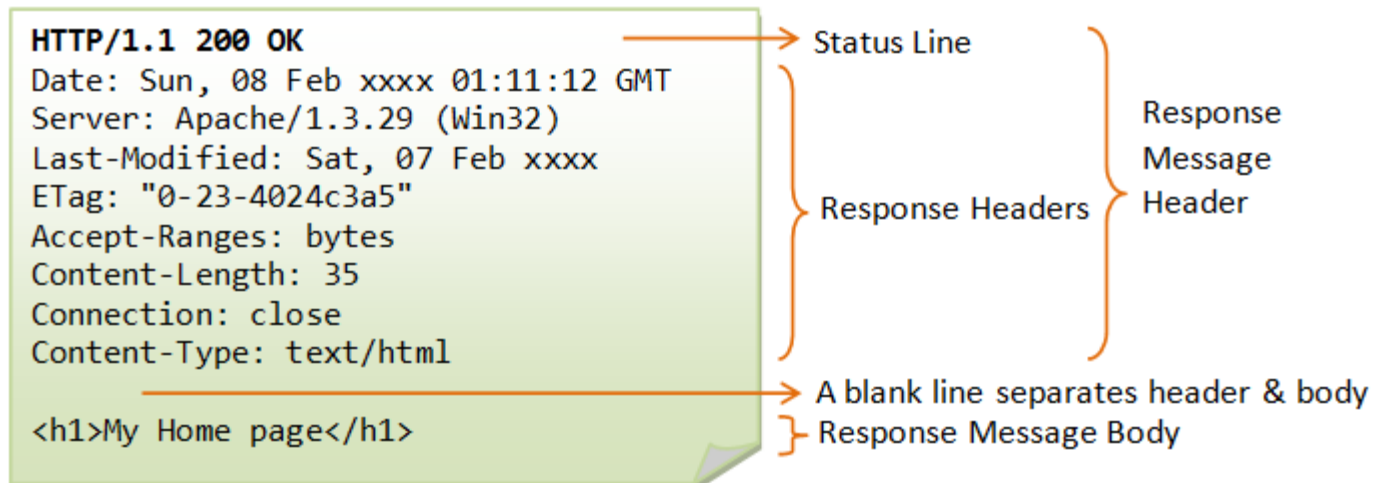 HTTP/1.1 200 OK
Date: Sun, 08 Feb xxxx 01:11:12 GMT
Server: Apache/1.3.29 (Win32)
Last-Modified: Sat, 07 Feb xxxx
ETag: "0-23-4024c3a5"
Accept-Ranges: bytes
Content-Length: 35
Connection: close
Content-Type: text/html
<h1>My Home page</h1>
Status Line
Response Headers
Response
Message
Header
A blank line separates header & body
Response Message Body